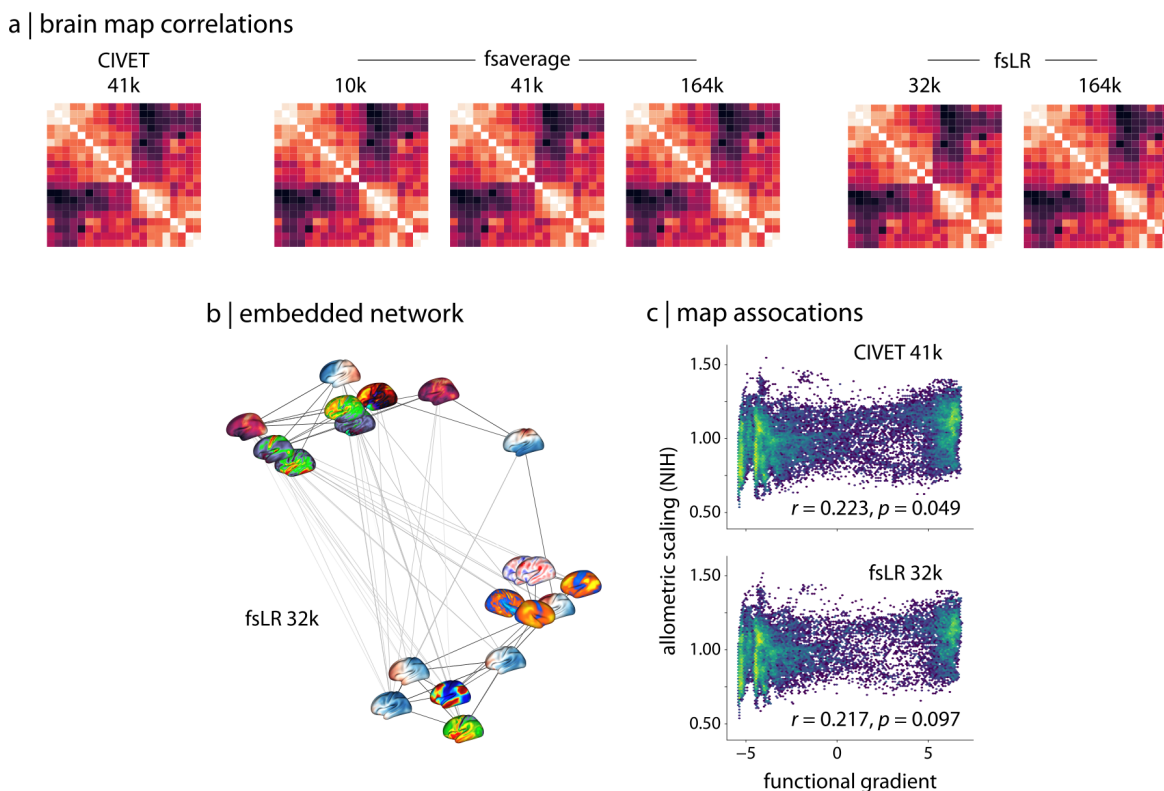 a | brain map correlations
CIVET
41k
fsaverage
10k 41k 164k
fsLR
32k 164k
b | embedded network
fsLR 32k
c | map assocations
allometric scaling (NIH)
1.50
1.00
0.50
CIVET 41k
r = 0.223, p = 0.049
1.50
1.00
0.50
fsLR 32k
r = 0.217, p = 0.097
−5 0 5
functional gradient